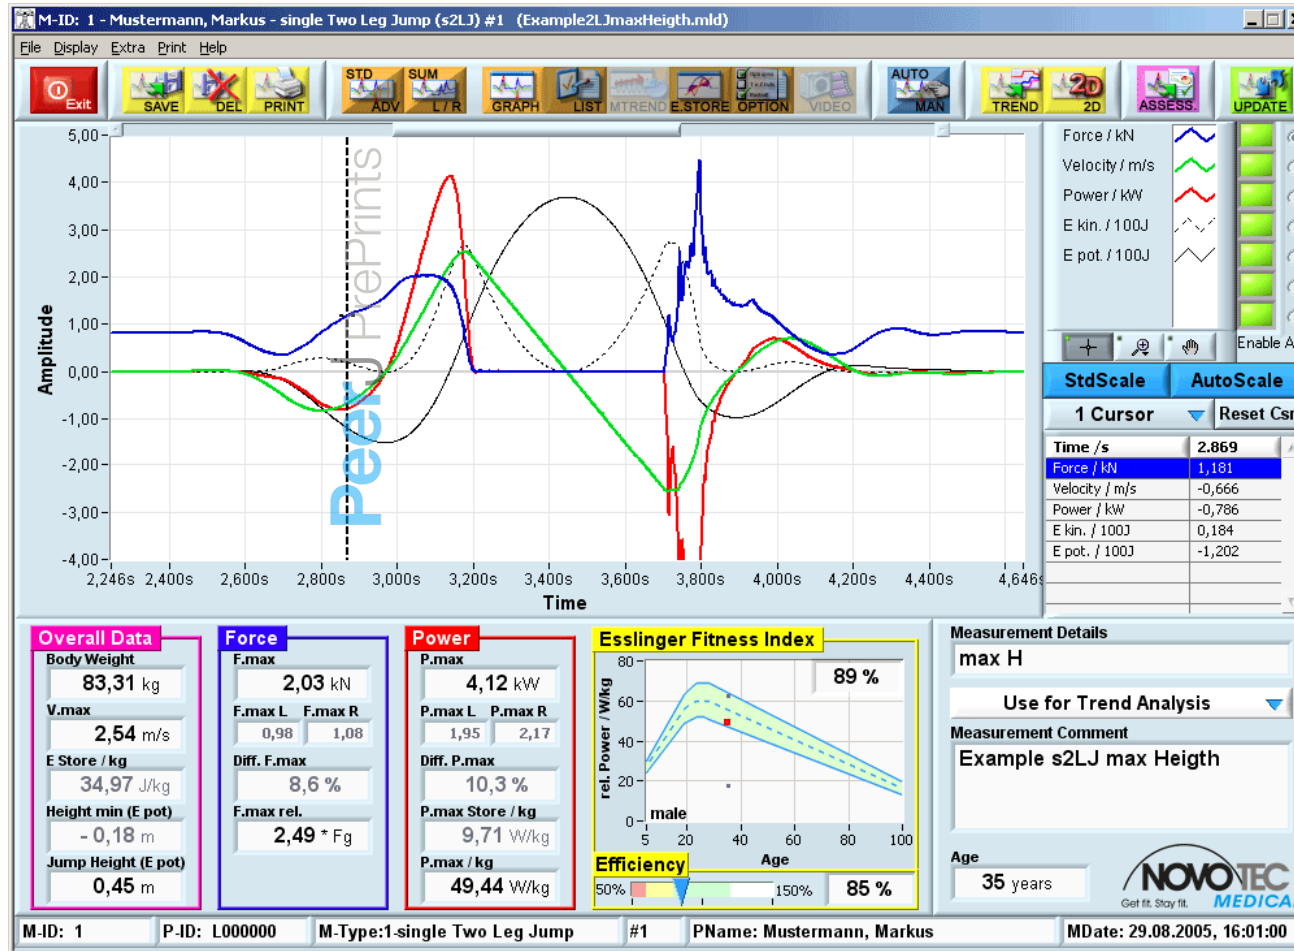 M-ID: 1 - Mustermann, Markus - single Two Leg Jump (s2LJ) #1 (Example2LJmaxHeigth.mld)
File Display Extra Print Help
Exit SAVE DEL PRINT STD ADV SUM L / R GRAPH LIST MTREND E.STORE OPTION VIDEO AUTO MAN TREND 2D 2D ASSESS. UPDATE
5,00
4,00
3,00
2,00
1,00
0,00
-1,00
-2,00
-3,00
-4,00
Amplitude
2,246s 2,400s 2,600s 2,800s 3,000s 3,200s 3,400s 3,600s 3,800s 4,000s 4,200s 4,400s 4,646s
Time
PeerJ PrePrints
Force / kN
Velocity / m/s
Power / kW
E kin. / 100J
E pot. / 100J
Enable A
StdScale AutoScale
1 Cursor Reset Csr
Time /s 2.869
Force / kN 1,181
Velocity / m/s -0,666
Power / kW -0,786
E kin. / 100J 0,184
E pot. / 100J -1,202
Overall Data
Body Weight
83,31 kg
V.max
2,54 m/s
E Store / kg
34,97 J/kg
Height min (E pot)
- 0,18 m
Jump Height (E pot)
0,45 m
Force
F.max
2,03 kN
F.max L F.max R
0,98 1,08
Diff. F.max
8,6 %
F.max rel.
2,49 * Fg
Power
P.max
4,12 kW
P.max L P.max R
1,95 2,17
Diff. P.max
10,3 %
P.max Store / kg
9,71 W/kg
P.max / kg
49,44 W/kg
Esslinger Fitness Index
89 %
rel. Power / W/kg
80
60
40
20
0
male
5 20 40 60 80 100
Age
Efficiency
50% 150% 85 %
Measurement Details
max H
Use for Trend Analysis
Measurement Comment
Example s2LJ max Heigth
Age
35 years
NOVOTEC
Get fit. Stay fit. MEDICAL
M-ID: 1 P-ID: L000000 M-Type:1-single Two Leg Jump #1 PName: Mustermann, Markus MDate: 29.08.2005, 16:01:00